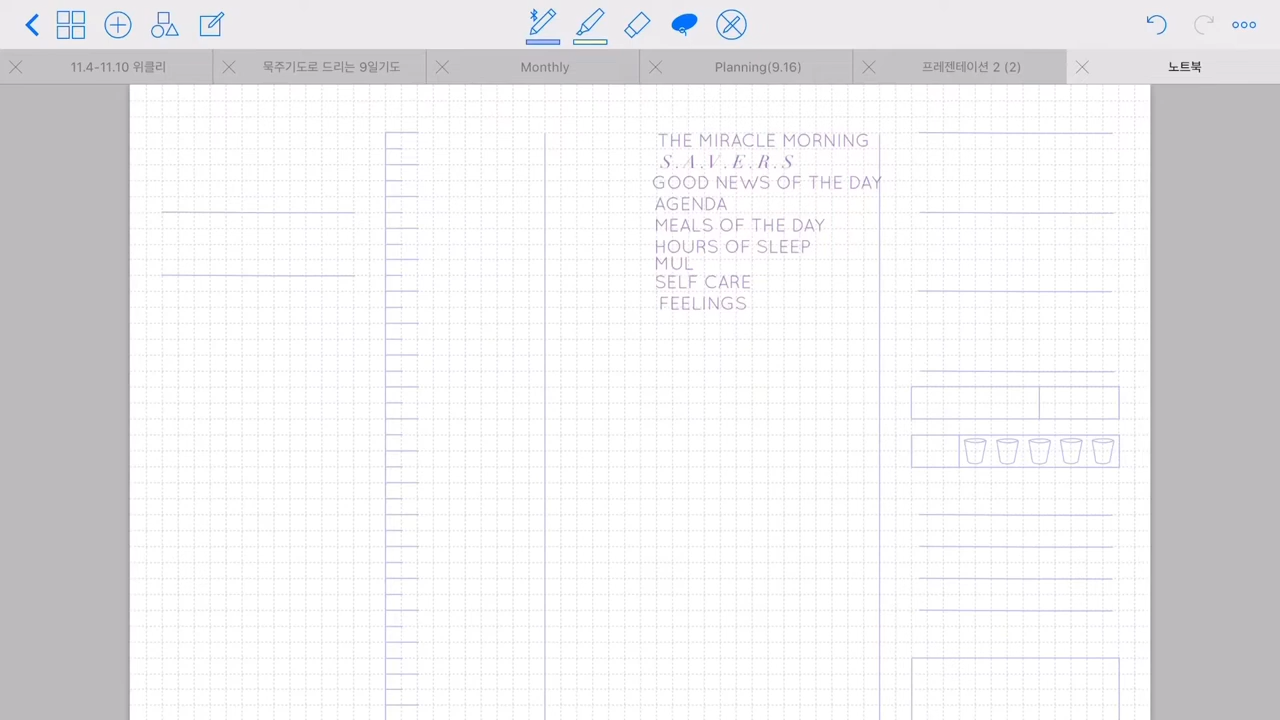 11.4-11.10 위클리
묵주기도로 드리는 9일기도
Monthly
Planning(9.16)
프레젠테이션 2 (2)
노트북
THE MIRACLE MORNING
S.A.V.E.R.S
GOOD NEWS OF THE DAY
AGENDA
MEALS OF THE DAY
HOURS OF SLEEP
MUL
SELF CARE
FEELINGS